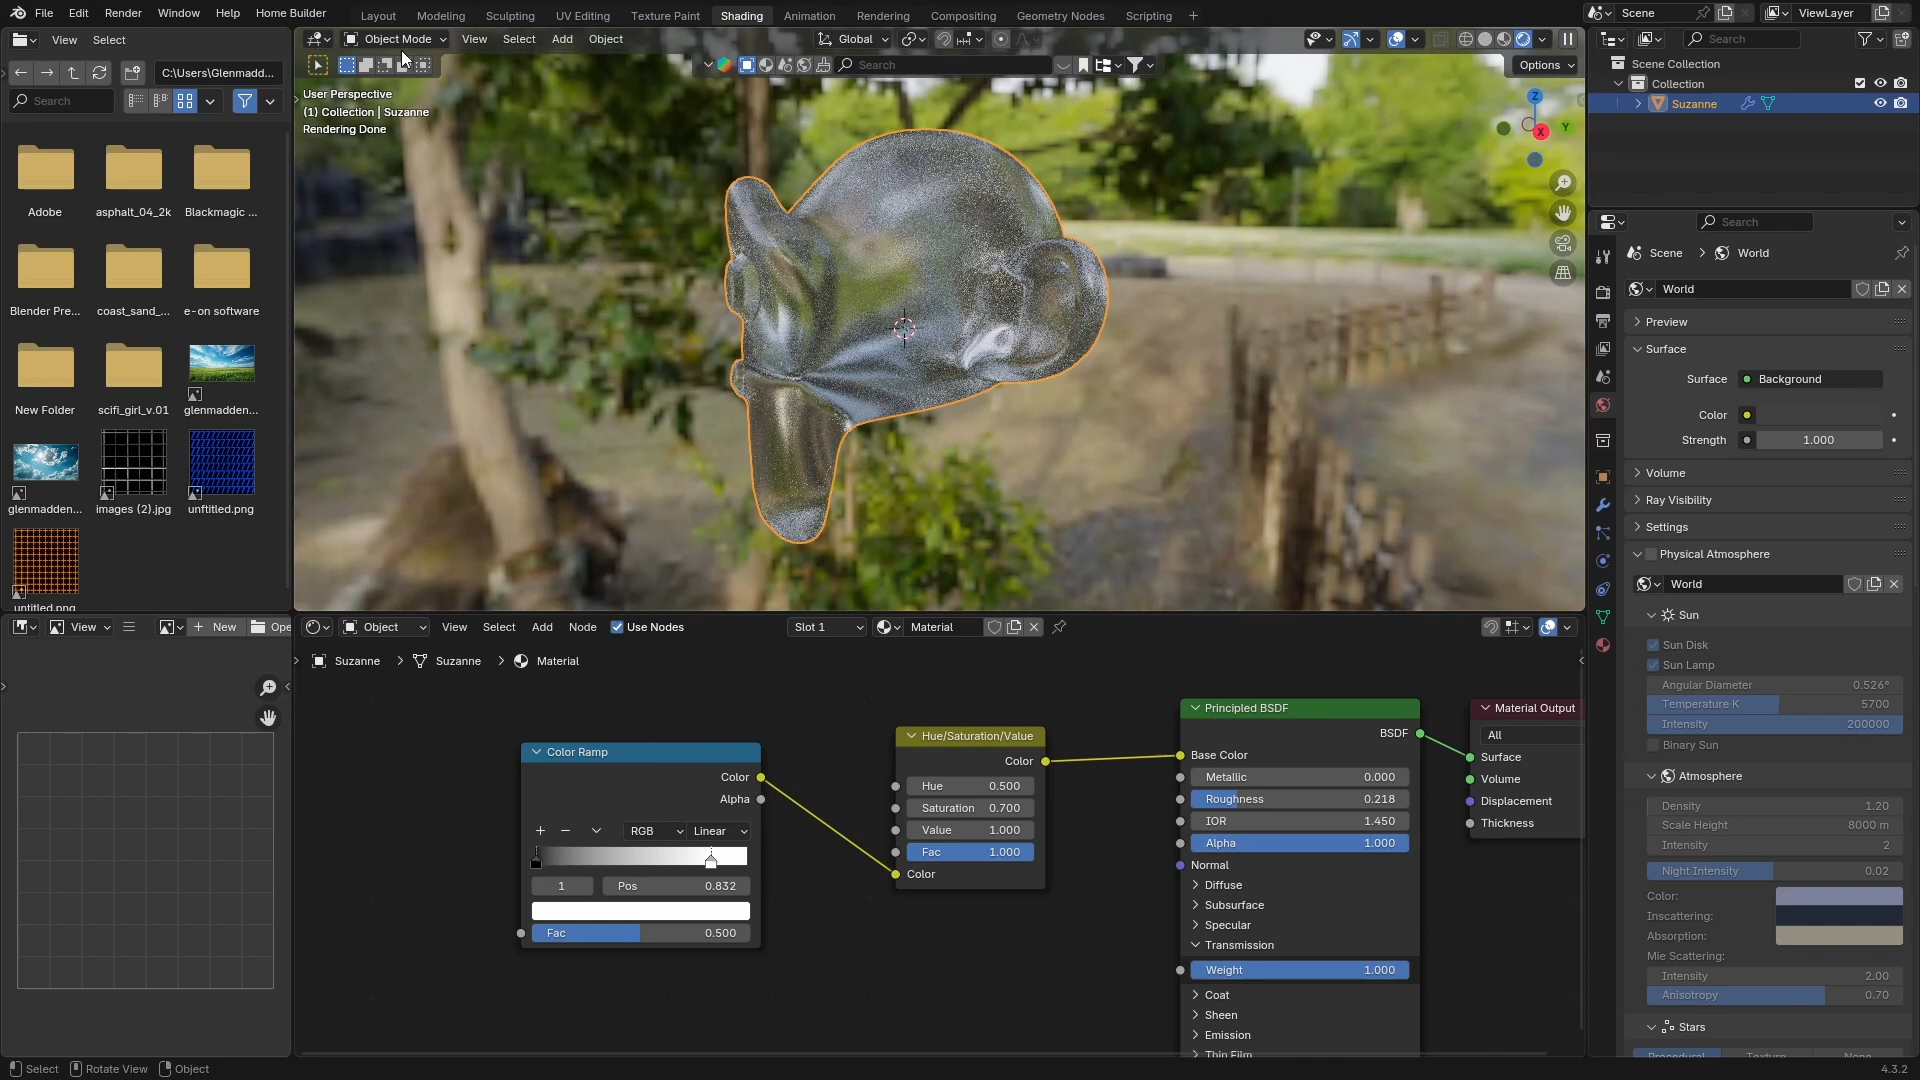 File Edit Render Window Help Home Builder
Layout Modeling Sculpting UV Editing Texture Paint Shading Animation Rendering Compositing Geometry Nodes Scripting +
Scene
ViewLayer
View Select
C:\Users\Glenmadd...
Search
Adobe
asphalt_04_2k
Blackmagic ...
Blender Pre...
coast_sand_...
e-on software
New Folder
scifi_girl_v.01
glenmadden...
glenmadden...
images (2).jpg
unftitled.png
untitled.png
Object Mode View Select Add Object
Global
Search
Options
User Perspective
(1) Collection | Suzanne
Rendering Done
Z
Y
X
Search
Scene Collection
Collection
Suzanne
Search
Scene > World
World
Preview
Surface
Surface Background
Color
Strength 1.000
Volume
Ray Visibility
Settings
Physical Atmosphere
World
Sun
Sun Disk
Sun Lamp
Angular Diameter 0.526°
Temperature K 5700
Intensity 200000
Binary Sun
Atmosphere
Density 1.20
Scale Height 8000 m
Intensity 2
Night Intensity 0.02
Color:
Inscattering:
Absorption:
Mie Scattering:
Intensity 2.00
Anisotropy 0.70
Stars
Procedural Texture None
View
+ New
Ope
Object View Select Add Node Use Nodes
Slot 1
Material
Suzanne > Suzanne > Material
Color Ramp
Color
Alpha
+ −
RGB Linear
1 Pos 0.832
Fac 0.500
Hue/Saturation/Value
Color
Hue 0.500
Saturation 0.700
Value 1.000
Fac 1.000
Color
Principled BSDF
BSDF
Base Color
Metallic 0.000
Roughness 0.218
IOR 1.450
Alpha 1.000
Normal
Diffuse
Subsurface
Specular
Transmission
Weight 1.000
Coat
Sheen
Emission
Thin Film
Material Output
All
Surface
Volume
Displacement
Thickness
Select Rotate View Object
4.3.2